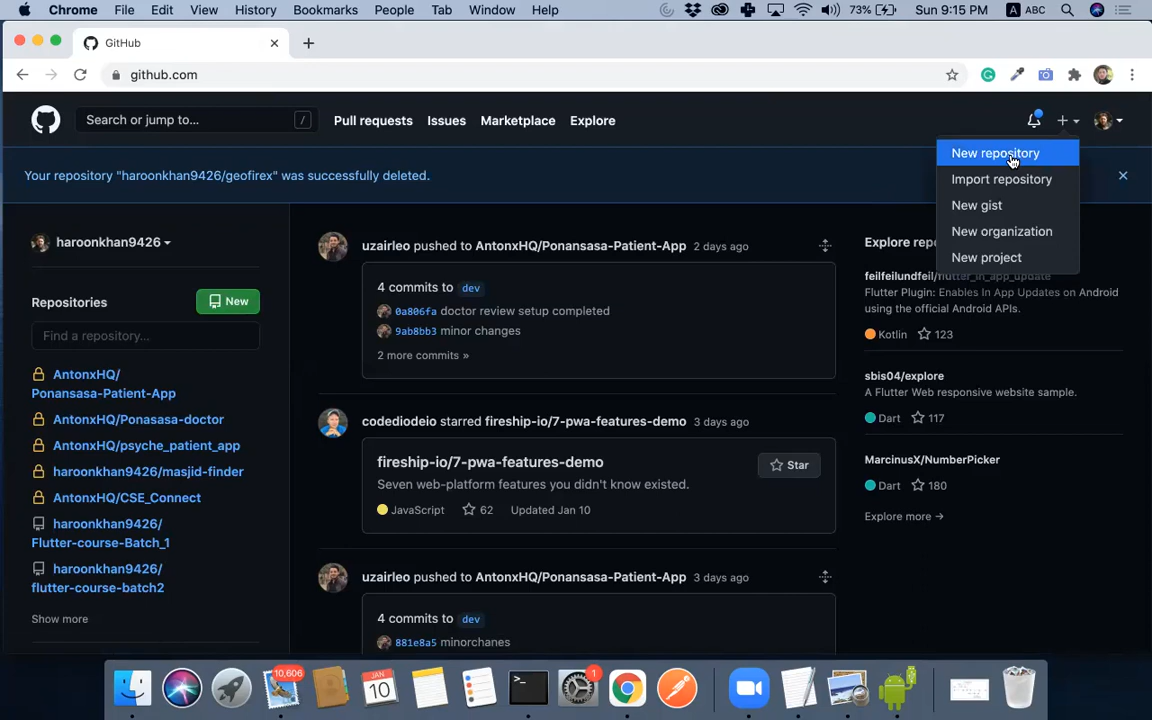 Chrome File Edit View History Bookmarks People Tab Window Help 73% Sun 9:15 PM A ABC
GitHub
github.com
Search or jump to... / Pull requests Issues Marketplace Explore
New repository
Import repository
New gist
New organization
New project
Your repository "haroonkhan9426/geofirex" was successfully deleted.
haroonkhan9426
Repositories New
Find a repository...
AntonxHQ/
Ponansasa-Patient-App
AntonxHQ/Ponasasa-doctor
AntonxHQ/psyche_patient_app
haroonkhan9426/masjid-finder
AntonxHQ/CSE_Connect
haroonkhan9426/
Flutter-course-Batch_1
haroonkhan9426/
flutter-course-batch2
Show more
uzairleo pushed to AntonxHQ/Ponansasa-Patient-App 2 days ago
4 commits to dev
0a806fa doctor review setup completed
9ab8bb3 minor changes
2 more commits »
codediodeio starred fireship-io/7-pwa-features-demo 3 days ago
fireship-io/7-pwa-features-demo Star
Seven web-platform features you didn't know existed.
JavaScript 62 Updated Jan 10
uzairleo pushed to AntonxHQ/Ponansasa-Patient-App 3 days ago
4 commits to dev
881e8a5 minorchanes
Explore repo
feilfeilundfeil/flutter_in_app_update
Flutter Plugin: Enables In App Updates on Android
using the official Android APIs.
Kotlin 123
sbis04/explore
A Flutter Web responsive website sample.
Dart 117
MarcinusX/NumberPicker
Dart 180
Explore more →
10,606
JAN
10
1